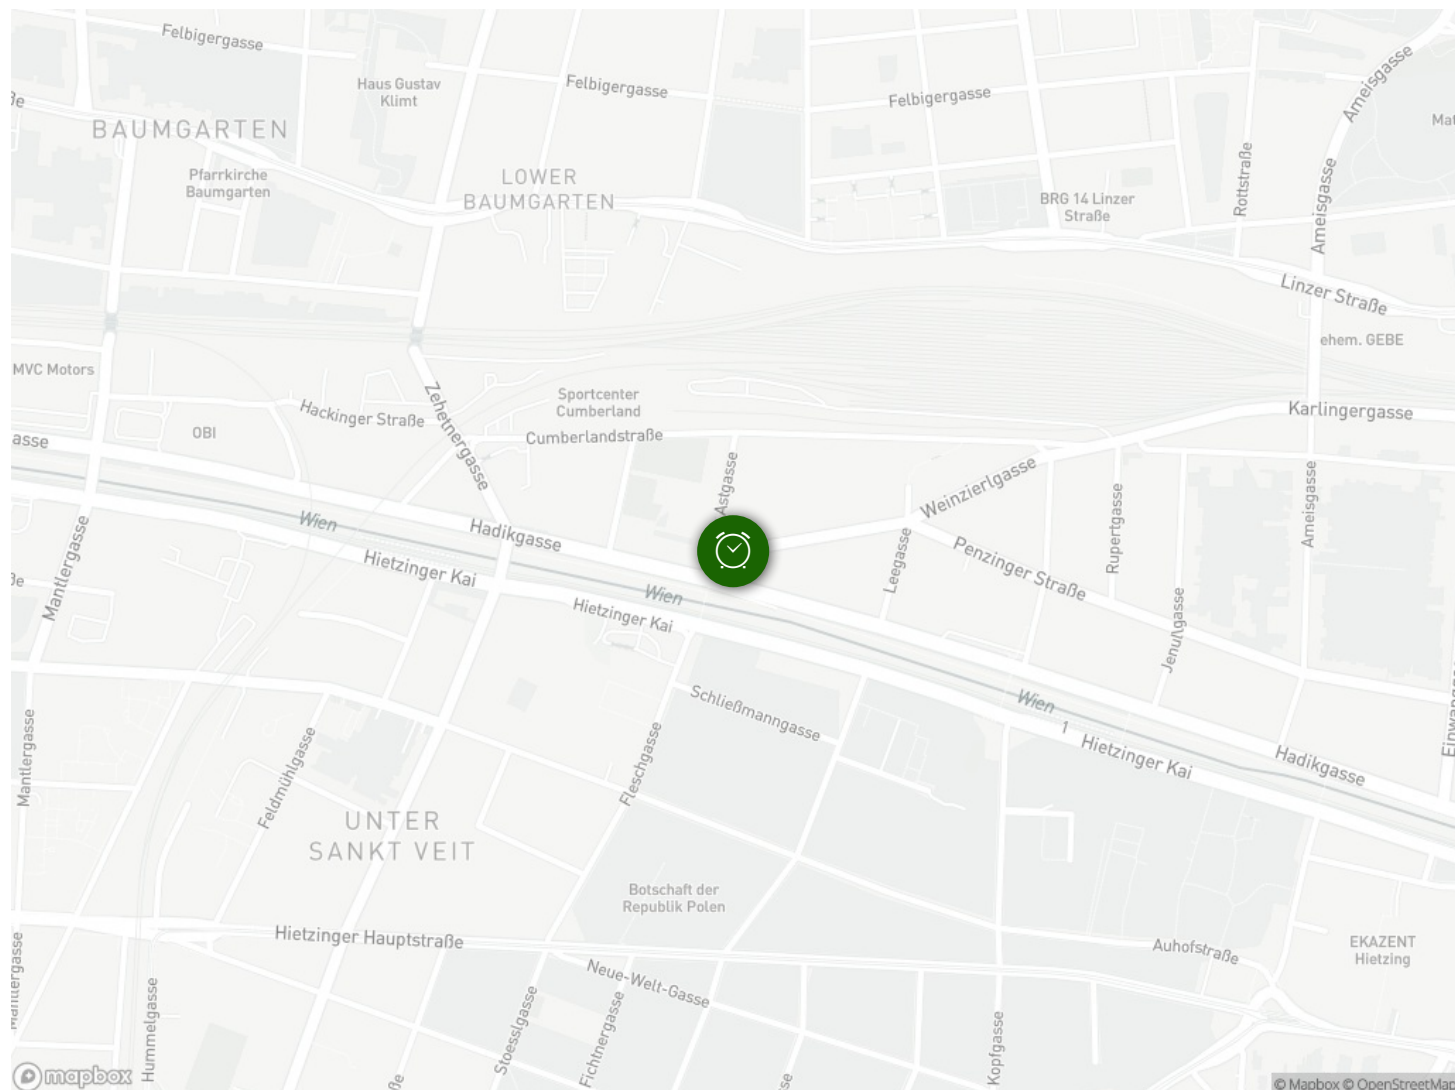 Felbigergasse
Haus Gustav
Klimt
Felbigergasse
Felbigergasse
Ameisgasse
BAUMGARTEN
Pfarrkirche
Baumgarten
LOWER
BAUMGARTEN
BRG 14 Linzer
Straße
Rottstraße
Ameisgasse
Linzer Straße
ehem. GEBE
MVC Motors
Zehetnergasse
Hackinger Straße
Sportcenter
Cumberland
Karlingergasse
asse
OBI
Cumberlandstraße
Astgasse
Weinzierlgasse
Rupertgasse
Ameisgasse
Wien
Hadikgasse
Hietzinger Kai
Mantlergasse
Wien
Hietzinger Kai
Leegasse
Penzinger Straße
Jenullgasse
Schließmanngasse
Wien
1
Hietzinger Kai
Hadikgasse
Mantlergasse
Feldmühlgasse
Fleschgasse
UNTER
SANKT VEIT
Botschaft der
Republik Polen
Hietzinger Hauptstraße
Auhofstraße
EKAZENT
Hietzing
Neue-Welt-Gasse
Hummelgasse
Stoesslgasse
Fichtnergasse
Kopfgasse
mapbox
© Mapbox © OpenStreetMap